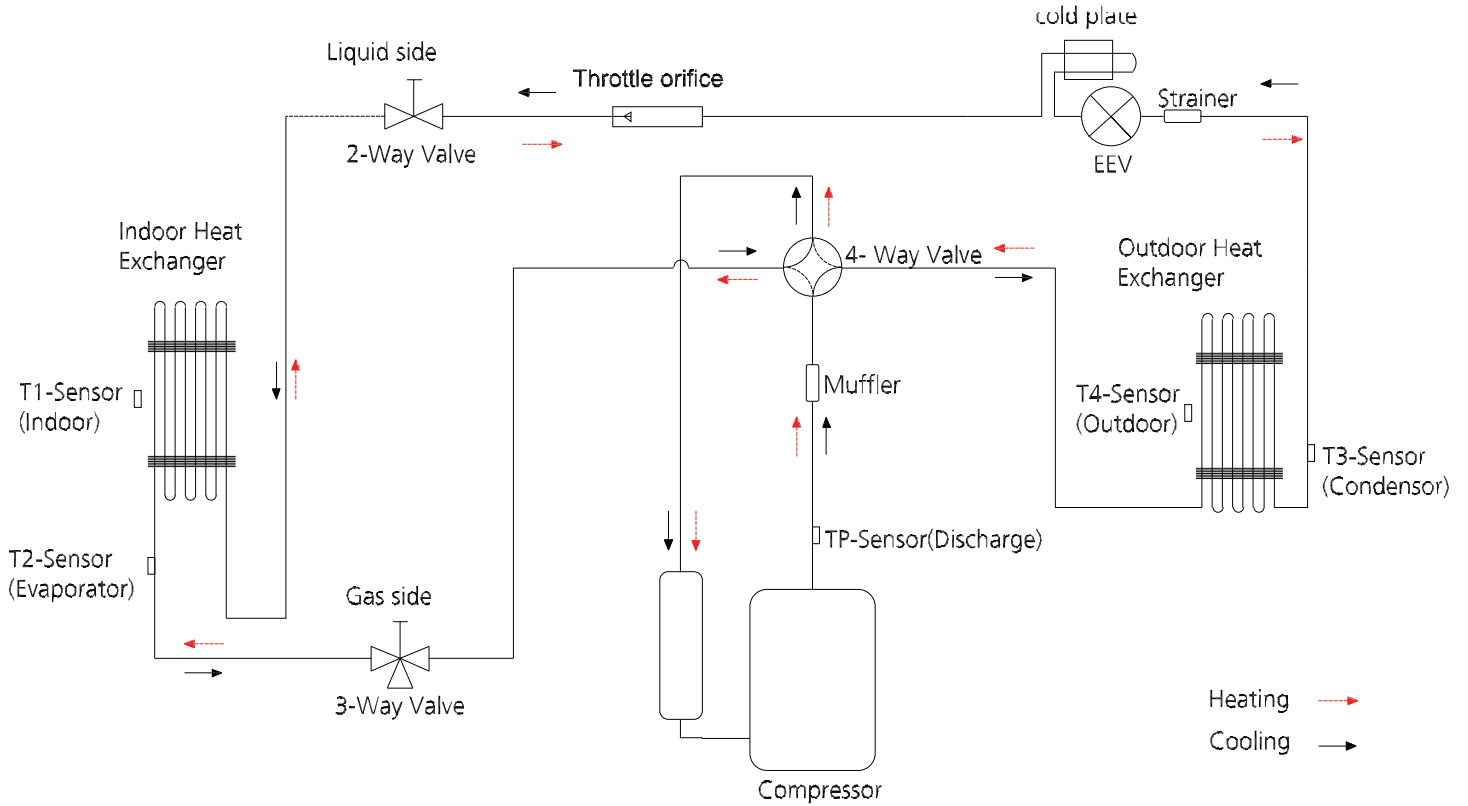 cold plate
Liquid side
Throttle orifice
Strainer
2-Way Valve
EEV
Indoor Heat
Exchanger
4- Way Valve
Outdoor Heat
Exchanger
T1-Sensor
(Indoor)
Muffler
T4-Sensor
(Outdoor)
T3-Sensor
(Condensor)
TP-Sensor(Discharge)
T2-Sensor
(Evaporator)
Gas side
3-Way Valve
Heating
Cooling
Compressor